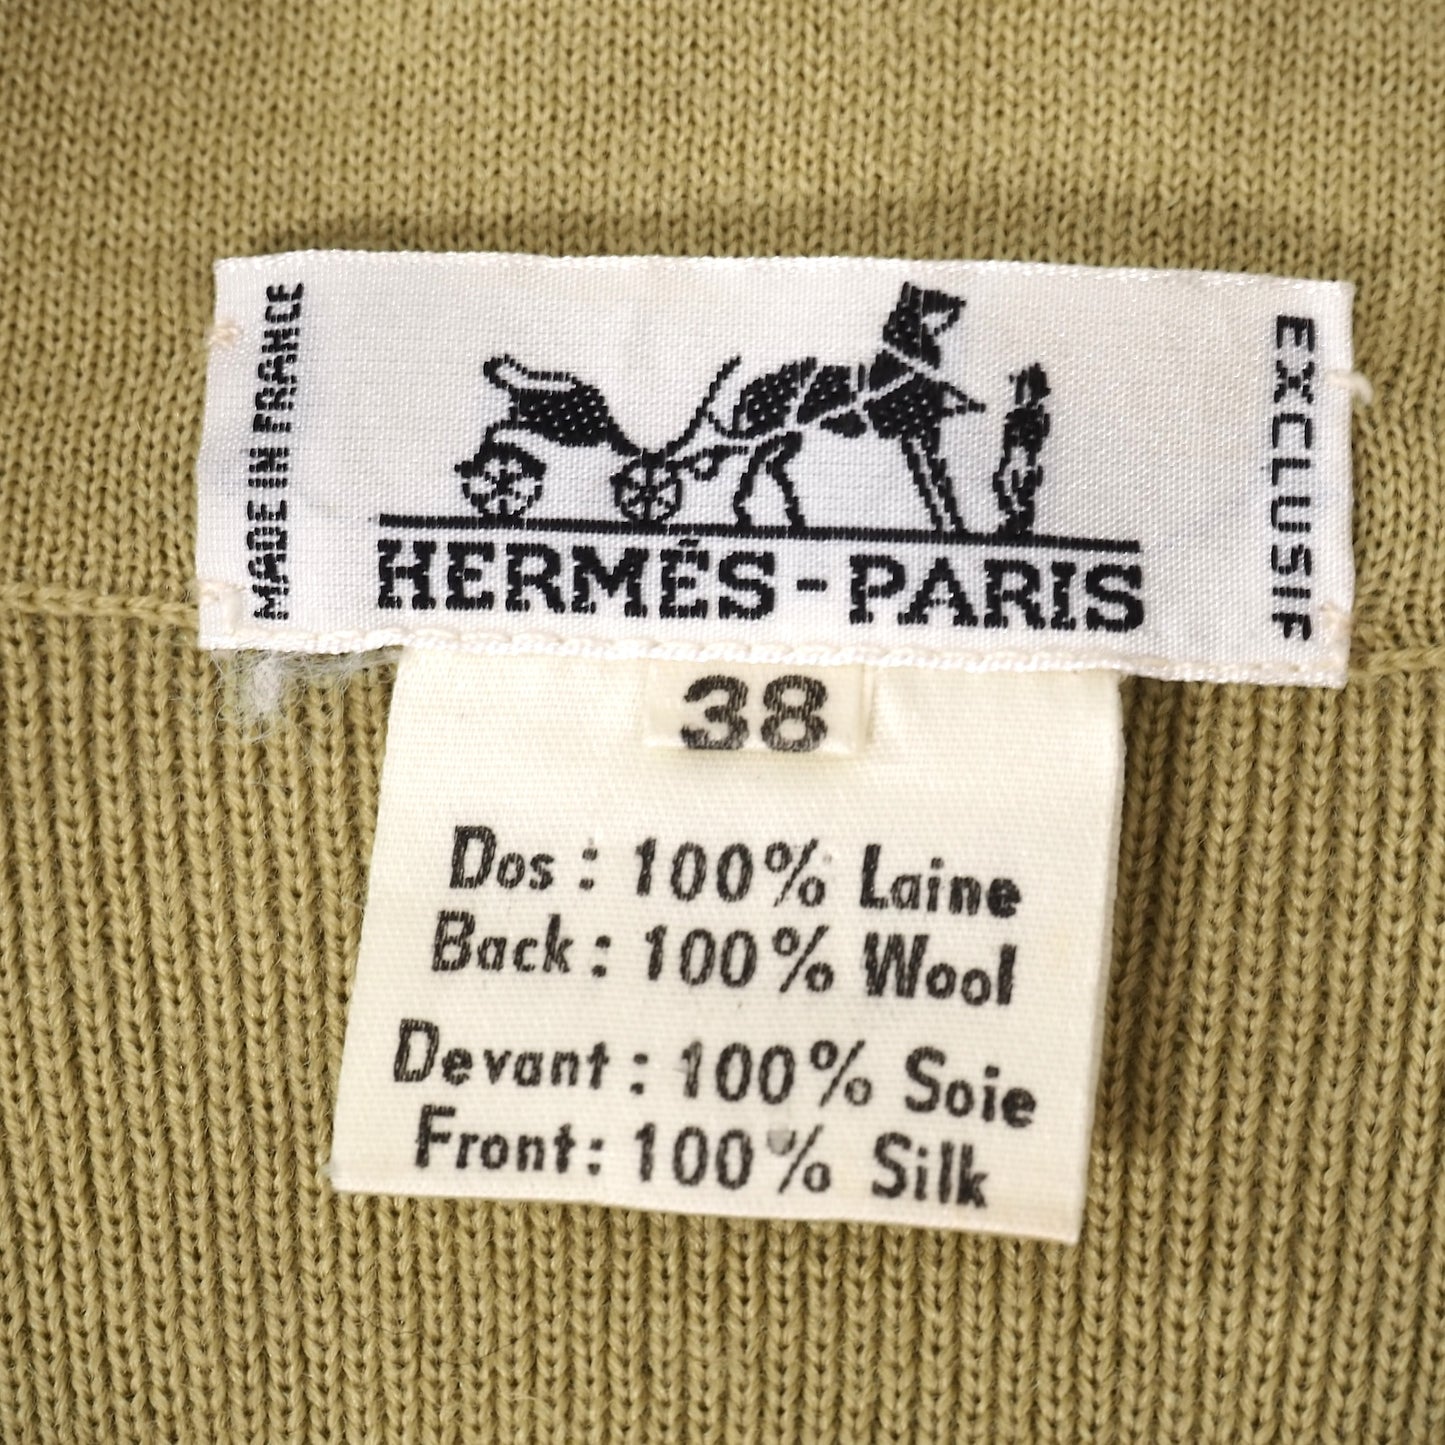 MADE IN FRANCE
HERMÈS-PARIS
EXCLUSIF
38
Dos : 100% Laine
Back : 100% Wool
Devant : 100% Soie
Front : 100% Silk